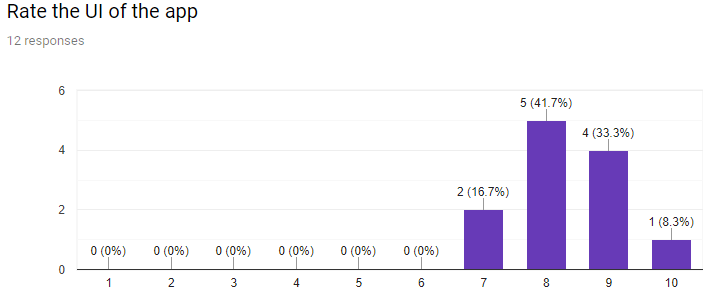 Rate the UI of the app
12 responses
6
5 (41.7%)
4 (33.3%)
4
2 (16.7%)
1 (8.3%)
2
0 (0%) 0 (0%) 0 (0%) 0 (0%) 0 (0%) 0 (0%)
0
1 2 3 4 5 6 7 8 9 10